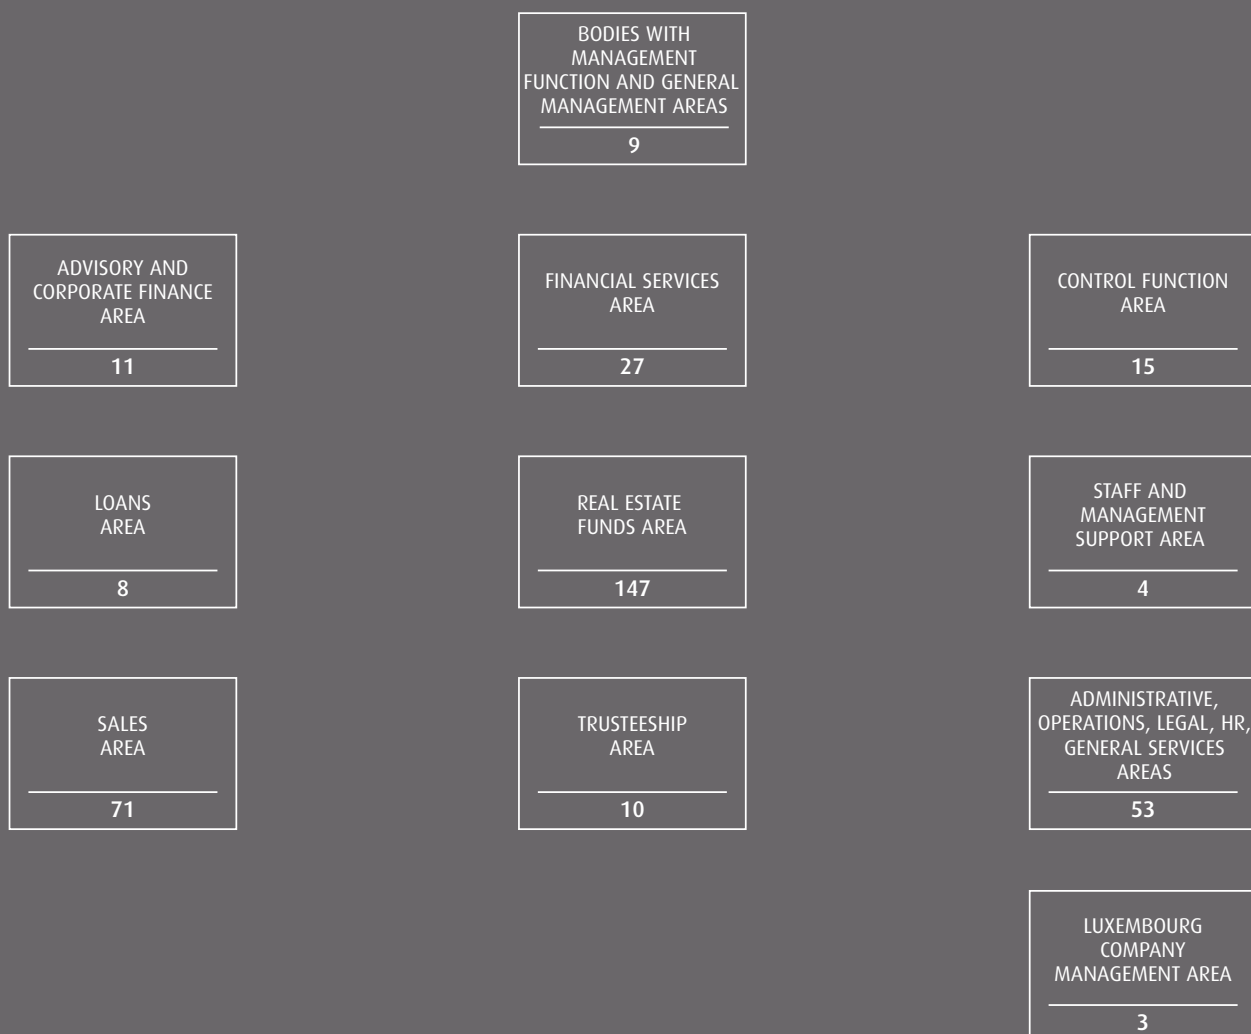 BODIES WITH
MANAGEMENT
FUNCTION AND GENERAL
MANAGEMENT AREAS
9
ADVISORY AND
CORPORATE FINANCE
AREA
11
FINANCIAL SERVICES
AREA
27
CONTROL FUNCTION
AREA
15
LOANS
AREA
8
REAL ESTATE
FUNDS AREA
147
STAFF AND
MANAGEMENT
SUPPORT AREA
4
SALES
AREA
71
TRUSTEESHIP
AREA
10
ADMINISTRATIVE,
OPERATIONS, LEGAL, HR,
GENERAL SERVICES
AREAS
53
LUXEMBOURG
COMPANY
MANAGEMENT AREA
3